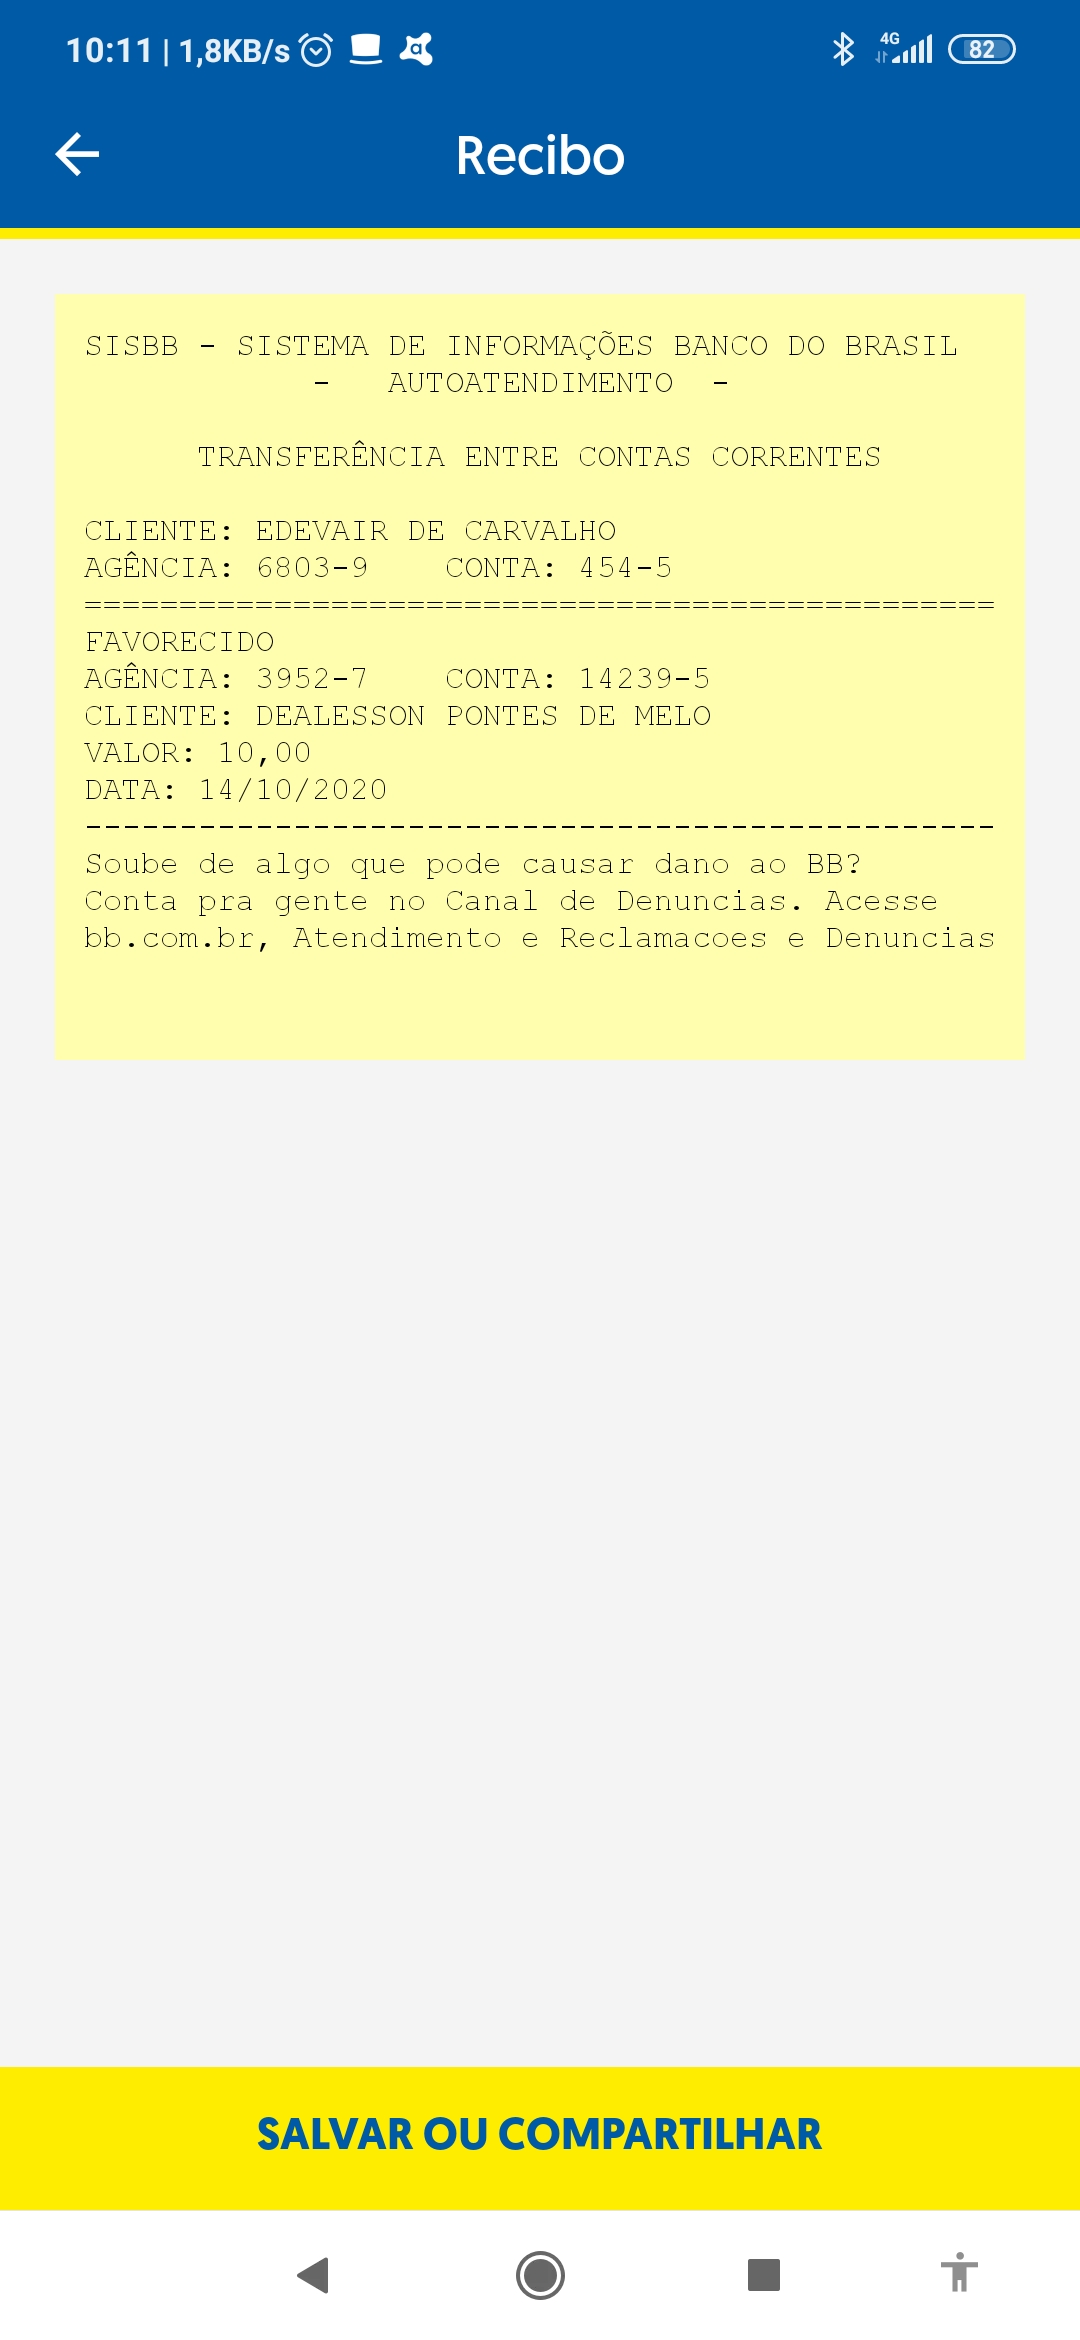 10:11 | 1,8KB/s
4G
82
Recibo
SISBB - SISTEMA DE INFORMAÇÕES BANCO DO BRASIL
- AUTOATENDIMENTO -
TRANSFERÊNCIA ENTRE CONTAS CORRENTES
CLIENTE: EDEVAIR DE CARVALHO
AGÊNCIA: 6803-9 CONTA: 454-5
================================================
FAVORECIDO
AGÊNCIA: 3952-7 CONTA: 14239-5
CLIENTE: DEALESSON PONTES DE MELO
VALOR: 10,00
DATA: 14/10/2020
------------------------------------------------
Soube de algo que pode causar dano ao BB?
Conta pra gente no Canal de Denuncias. Acesse
bb.com.br, Atendimento e Reclamacoes e Denuncias
SALVAR OU COMPARTILHAR